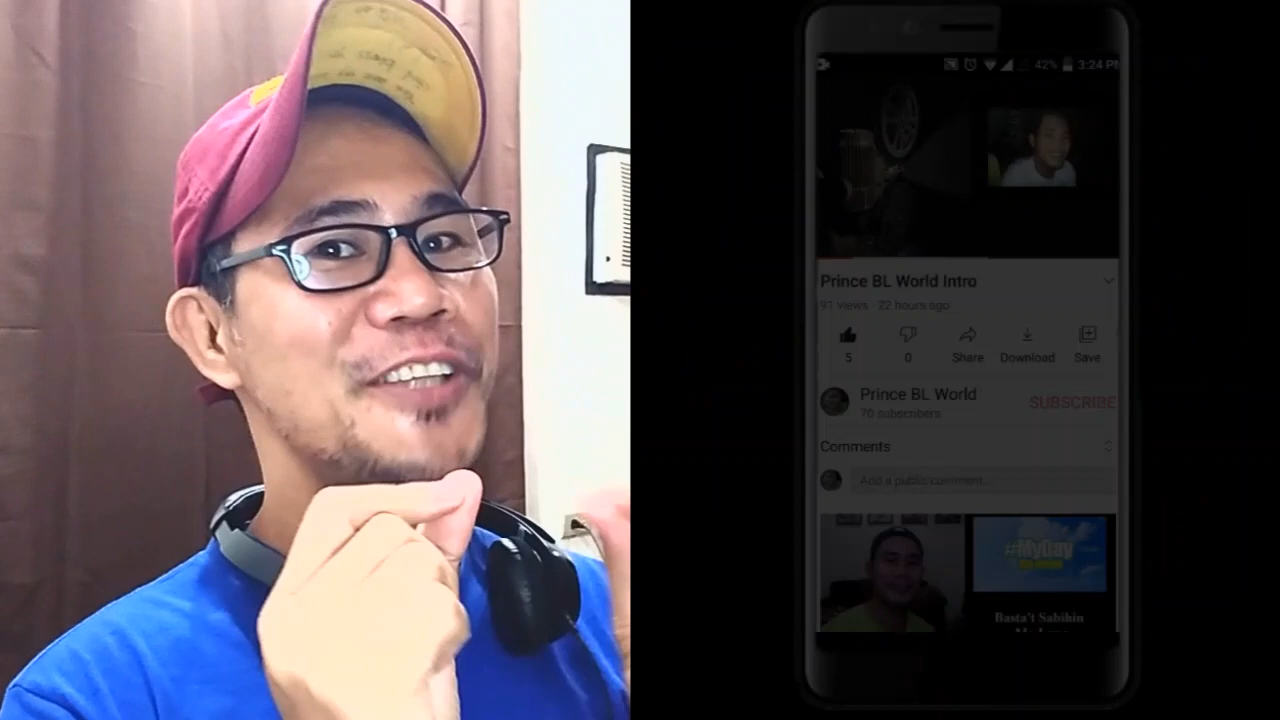 42% 3:24 PM
Prince BL World Intro
91 views · 22 hours ago
5
0
Share
Download
Save
Prince BL World
70 subscribers
SUBSCRIBE
Comments
Add a public comment...
#MyDay
Basta't Sabihin